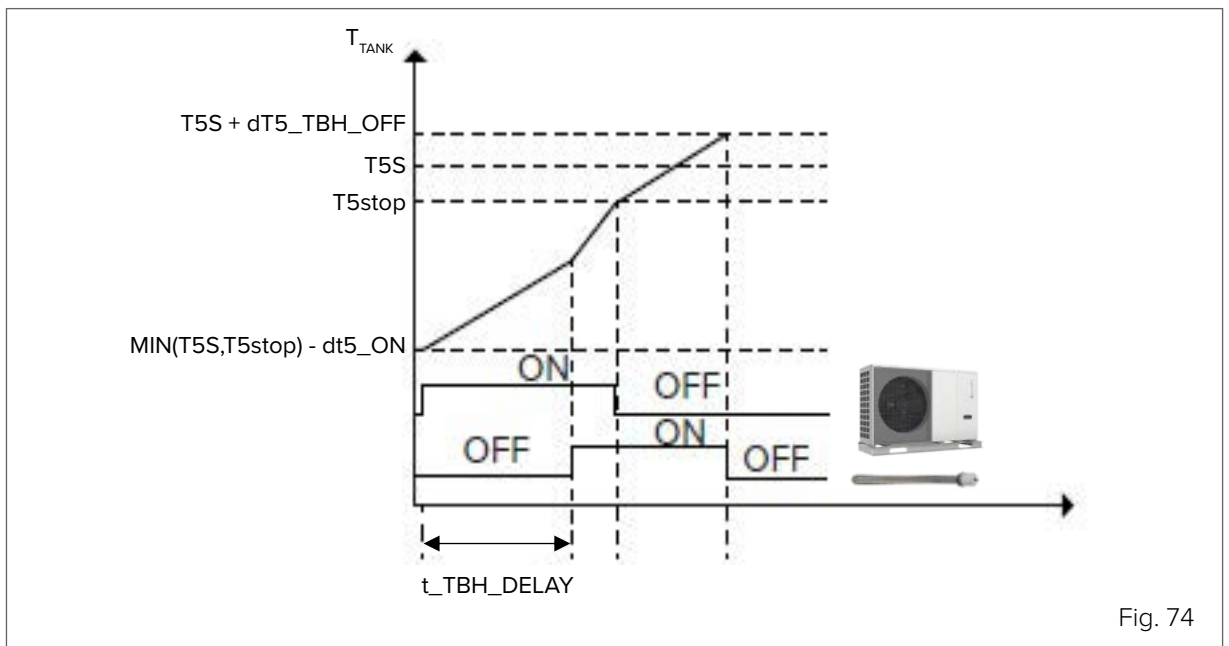 T_TANK
T5S + dT5_TBH_OFF
T5S
T5stop
MIN(T5S,T5stop) - dt5_ON
ON
OFF
OFF
ON
OFF
t_TBH_DELAY
Fig. 74